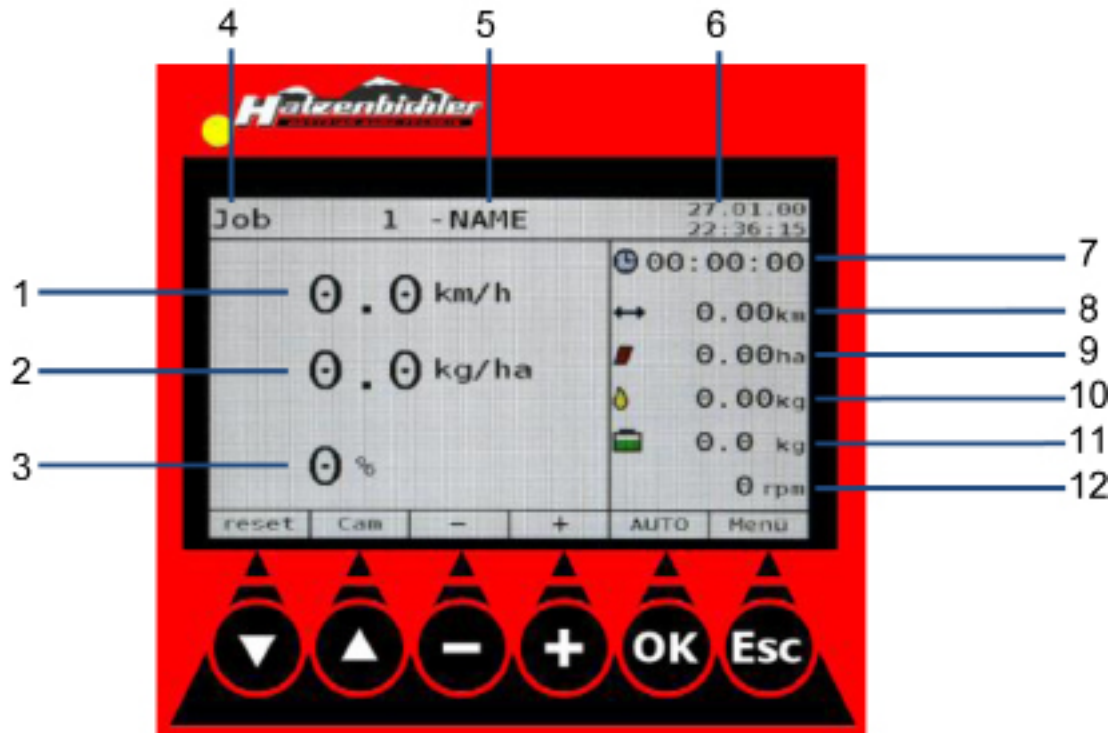 4 5 6
Hatzenbichler
Job 1 -NAME
27.01.00
22:36:15
7
00:00:00
1
0.0 km/h
8
0.00km
2
0.0 kg/ha
9
0.00ha
10
0.00kg
3
0 %
11
0.0 kg
12
0 rpm
reset Cam - + AUTO Menü
- + OK Esc